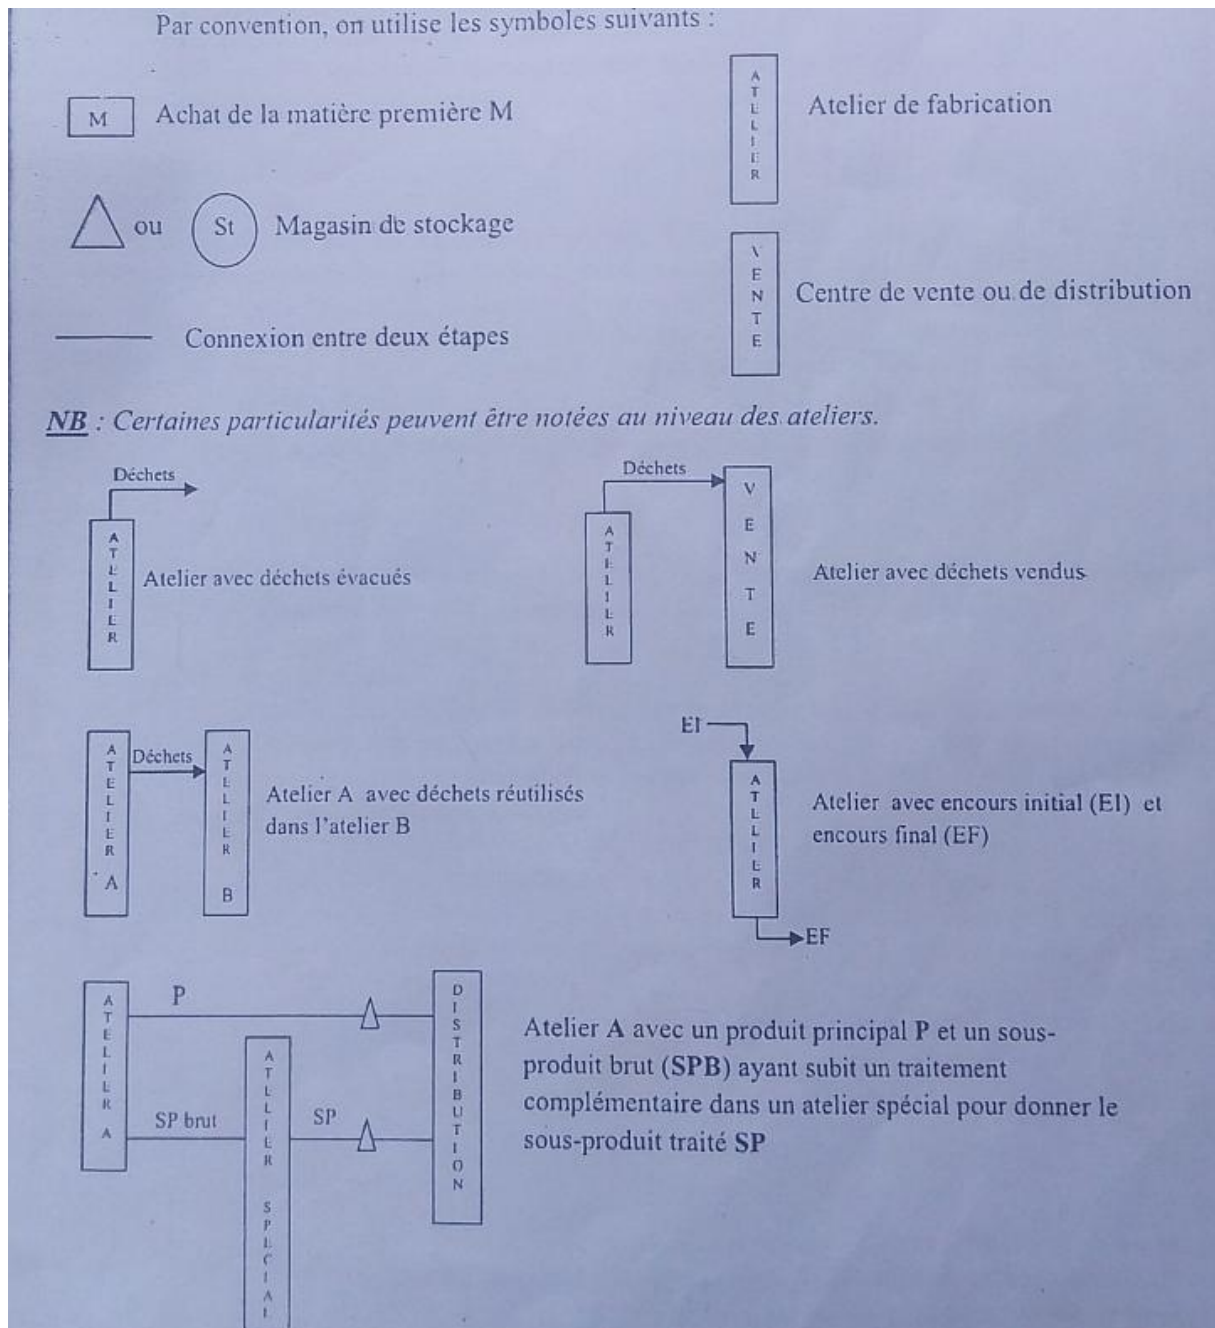 Par convention, on utilise les symboles suivants :
M
Achat de la matière première M
ATELIER
Atelier de fabrication
ou
St
Magasin de stockage
VENTE
Centre de vente ou de distribution
Connexion entre deux étapes
NB : Certaines particularités peuvent être notées au niveau des ateliers.
Déchets
ATELIER
Atelier avec déchets évacués
Déchets
ATELIER
VENTE
Atelier avec déchets vendus
ATELIER A
Déchets
ATELIER B
Atelier A avec déchets réutilisés
dans l'atelier B
EI
ATELIER
EF
Atelier avec encours initial (EI) et
encours final (EF)
ATELIER A
P
SP brut
ATELIER SPECIAL
SP
DISTRIBUTION
Atelier A avec un produit principal P et un sous-
produit brut (SPB) ayant subit un traitement
complémentaire dans un atelier spécial pour donner le
sous-produit traité SP